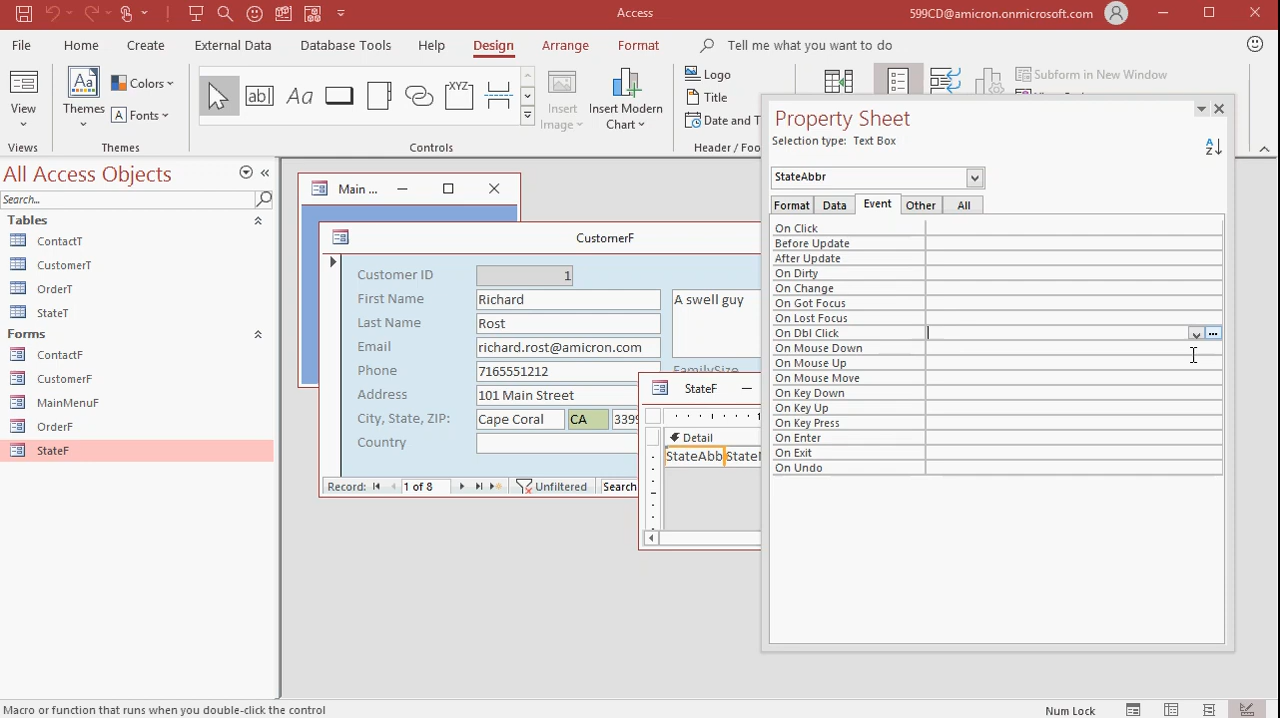 Access
599CD@amicron.onmicrosoft.com
File Home Create External Data Database Tools Help Design Arrange Format Tell me what you want to do
View
Views
Themes
Colors
Fonts
Themes
Aa
XYZ
Controls
Insert Image
Insert Modern Chart
Logo
Title
Date and T
Header / Foo
Subform in New Window
All Access Objects
Search...
Tables
ContactT
CustomerT
OrderT
StateT
Forms
ContactF
CustomerF
MainMenuF
OrderF
StateF
Main ...
CustomerF
Customer ID 1
First Name Richard
Last Name Rost
Email richard.rost@amicron.com
Phone 7165551212
Address 101 Main Street
City, State, ZIP: Cape Coral CA 3399
Country
A swell guy
FamilySize
Record: 1 of 8 Unfiltered Search
StateF
Detail
StateAbb StateN
Property Sheet
Selection type: Text Box
StateAbbr
Format Data Event Other All
On Click
Before Update
After Update
On Dirty
On Change
On Got Focus
On Lost Focus
On Dbl Click
On Mouse Down
On Mouse Up
On Mouse Move
On Key Down
On Key Up
On Key Press
On Enter
On Exit
On Undo
Macro or function that runs when you double-click the control
Num Lock